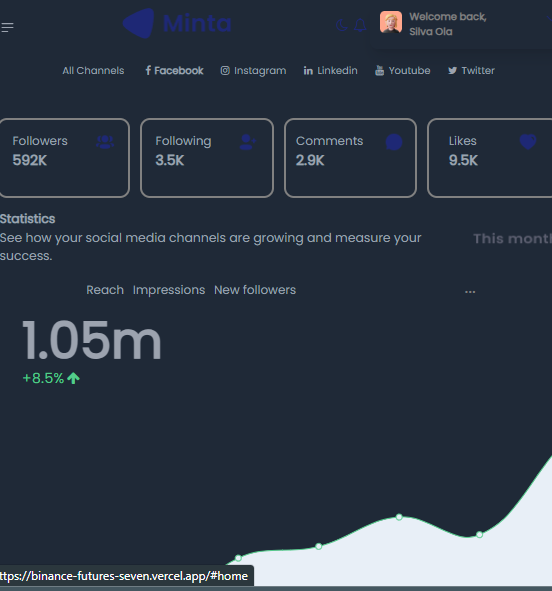 Minta
Welcome back,
Silva Ola
All Channels Facebook Instagram Linkedin Youtube Twitter
Followers
592K
Following
3.5K
Comments
2.9K
Likes
9.5K
Statistics
See how your social media channels are growing and measure your
success.
This month
Reach Impressions New followers ...
1.05m
+8.5%
ttps://binance-futures-seven.vercel.app/#home